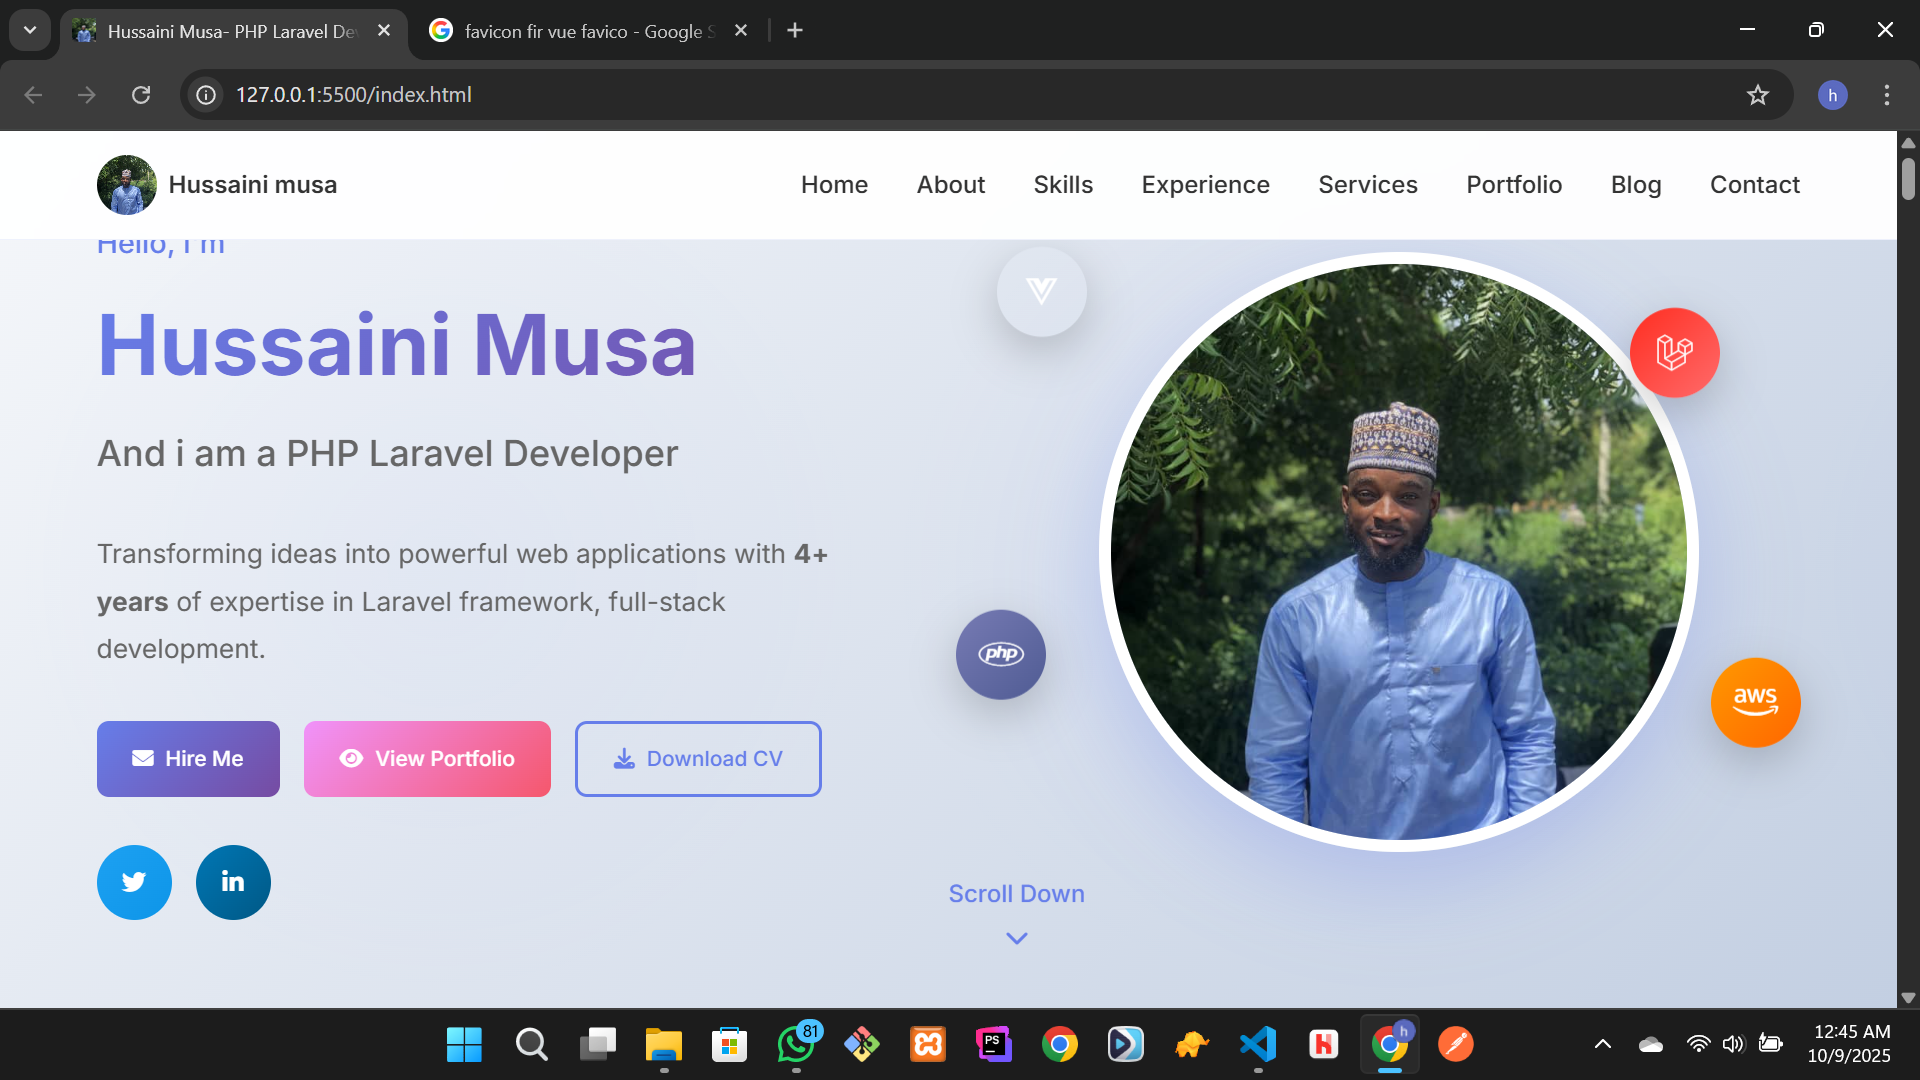 Hussaini Musa- PHP Laravel De
favicon fir vue favico - Google S
127.0.0.1:5500/index.html
h
Hussaini musa
Home
About
Skills
Experience
Services
Portfolio
Blog
Contact
Hello, I'm
Hussaini Musa
And i am a PHP Laravel Developer
Transforming ideas into powerful web applications with 4+
years of expertise in Laravel framework, full-stack
development.
Hire Me
View Portfolio
Download CV
in
php
aws
Scroll Down
81
PS
h
12:45 AM
10/9/2025